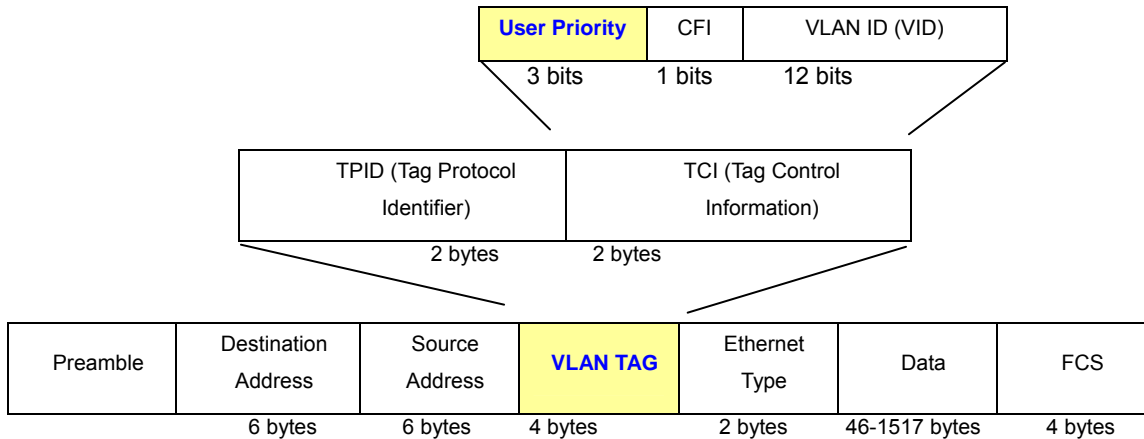 User Priority CFI VLAN ID (VID)
3 bits 1 bits 12 bits
TPID (Tag Protocol
Identifier)
TCI (Tag Control
Information)
2 bytes 2 bytes
Preamble
Destination
Address
Source
Address
VLAN TAG
Ethernet
Type
Data
FCS
6 bytes 6 bytes 4 bytes 2 bytes 46-1517 bytes 4 bytes